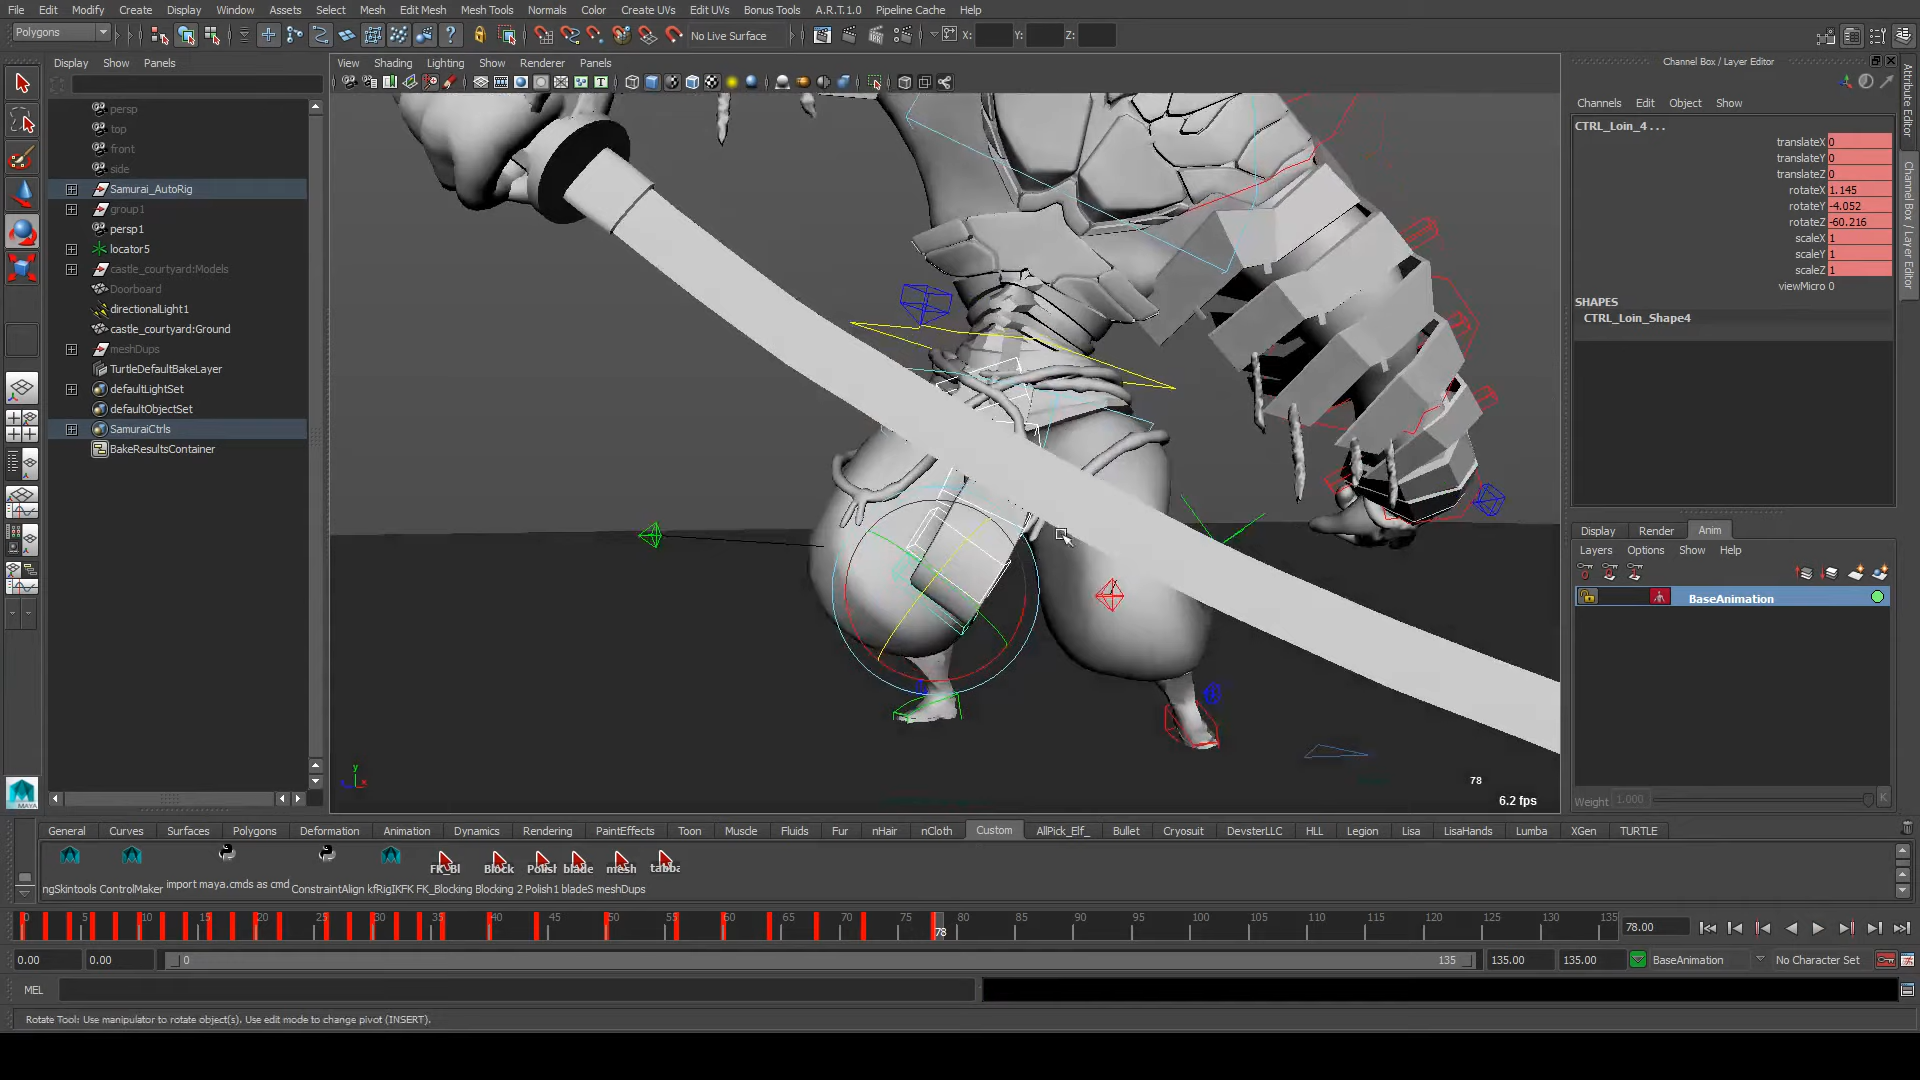 File Edit Modify Create Display Window Assets Select Mesh Edit Mesh Mesh Tools Normals Color Create UVs Edit UVs Bonus Tools A.R.T.1.0 Pipeline Cache Help
Polygons
No Live Surface
X:
Y:
Z:
Display Show Panels
View Shading Lighting Show Renderer Panels
Channel Box / Layer Editor
persp
top
front
side
Samurai_AutoRig
group1
persp1
locator5
castle_courtyard:Models
Doorboard
directionalLight1
castle_courtyard:Ground
meshDups
TurtleDefaultBakeLayer
defaultLightSet
defaultObjectSet
SamuraiCtrls
BakeResultsContainer
78
6.2 fps
Channels Edit Object Show
CTRL_Loin_4 . . .
translateX 0
translateY 0
translateZ 0
rotateX 1.145
rotateY -4.052
rotateZ -60.216
scaleX 1
scaleY 1
scaleZ 1
viewMicro 0
SHAPES
CTRL_Loin_Shape4
Display Render Anim
Layers Options Show Help
BaseAnimation
Weight 1.000
K
Attribute Editor
Channel Box / Layer Editor
MAYA
General Curves Surfaces Polygons Deformation Animation Dynamics Rendering PaintEffects Toon Muscle Fluids Fur nHair nCloth Custom AllPick_Elf_ Bullet Cryosuit DevsterLLC HLL Legion Lisa LisaHands Lumba XGen TURTLE
FK_Bl Block Polish blade mesh tabba
ngSkintools ControlMaker import maya.cmds as cmd ConstraintAlign kfRigIKFK FK_Blocking Blocking 2 Polish1 bladeS meshDups
0 5 10 15 20 25 30 35 40 45 50 55 60 65 70 75 78 80 85 90 95 100 105 110 115 120 125 130 135
78.00
0.00 0.00 0 135 135.00 135.00 BaseAnimation No Character Set
MEL
Rotate Tool: Use manipulator to rotate object(s). Use edit mode to change pivot (INSERT).